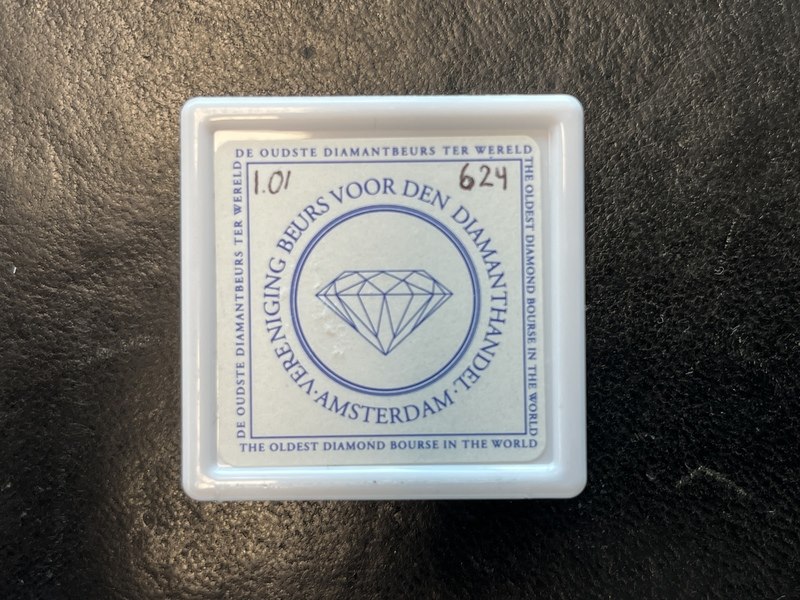 DE OUDSTE DIAMANTBEURS TER WERELD
1.01
624
VERENIGING BEURS VOOR DEN DIAMANTHANDEL
· AMSTERDAM ·
DE OUDSTE DIAMANTBEURS TER WERELD
THE OLDEST DIAMOND BOURSE IN THE WORLD
THE OLDEST DIAMOND BOURSE IN THE WORLD